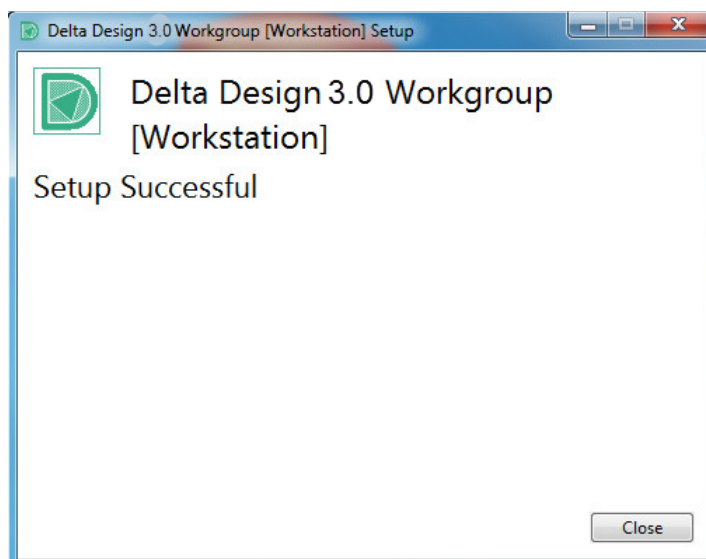 Delta Design 3.0 Workgroup [Workstation] Setup
Delta Design 3.0 Workgroup
[Workstation]
Setup Successful
Close